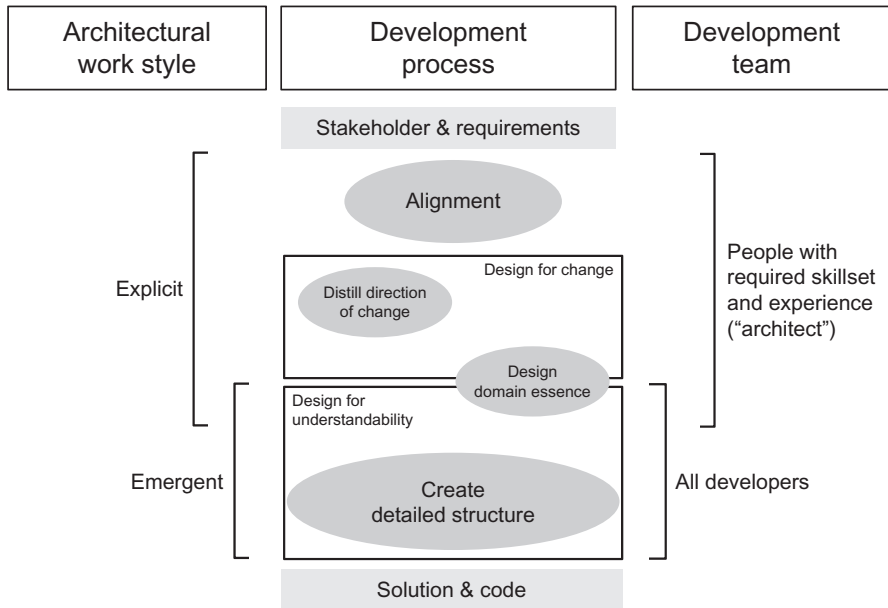 Architectural
work style
Development
process
Development
team
Stakeholder & requirements
Alignment
Design for change
Distill direction
of change
Explicit
People with
required skillset
and experience
(“architect”)
Design
domain essence
Design for
understandability
Emergent
Create
detailed structure
All developers
Solution & code